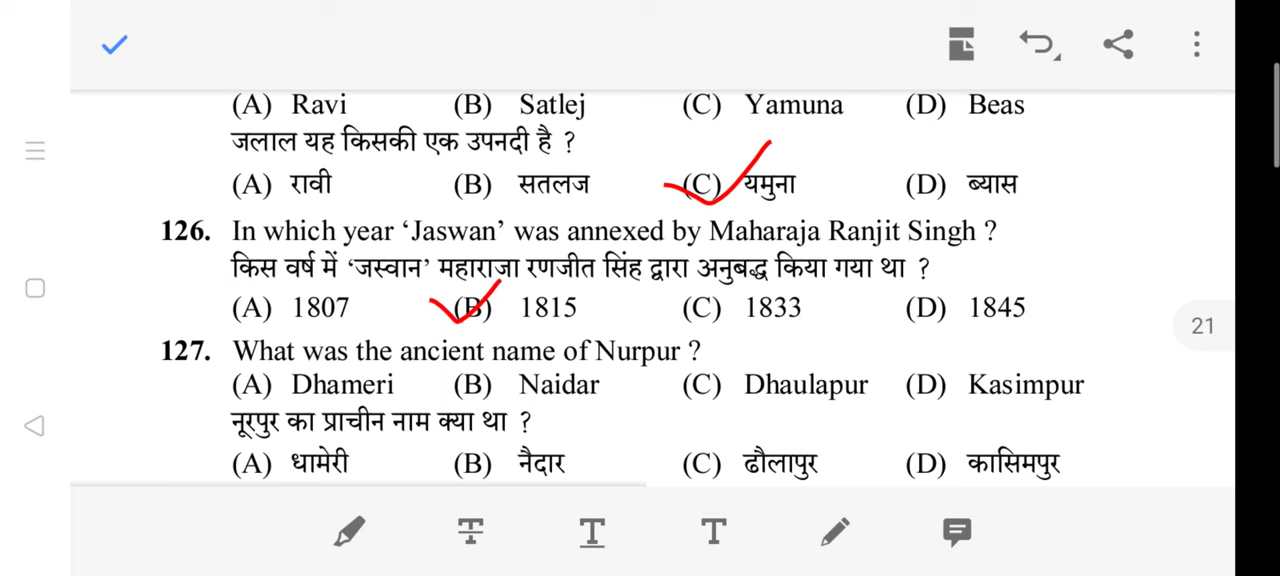 (A) Ravi (B) Satlej (C) Yamuna (D) Beas
जलाल यह किसकी एक उपनदी है ?
(A) रावी (B) सतलज (C) यमुना (D) ब्यास
126. In which year ‘Jaswan’ was annexed by Maharaja Ranjit Singh ?
किस वर्ष में ‘जस्वान’ महाराजा रणजीत सिंह द्वारा अनुबद्ध किया गया था ?
(A) 1807 (B) 1815 (C) 1833 (D) 1845
21
127. What was the ancient name of Nurpur ?
(A) Dhameri (B) Naidar (C) Dhaulapur (D) Kasimpur
नूरपुर का प्राचीन नाम क्या था ?
(A) धामेरी (B) नैदार (C) ढौलापुर (D) कासिमपुर
T T T